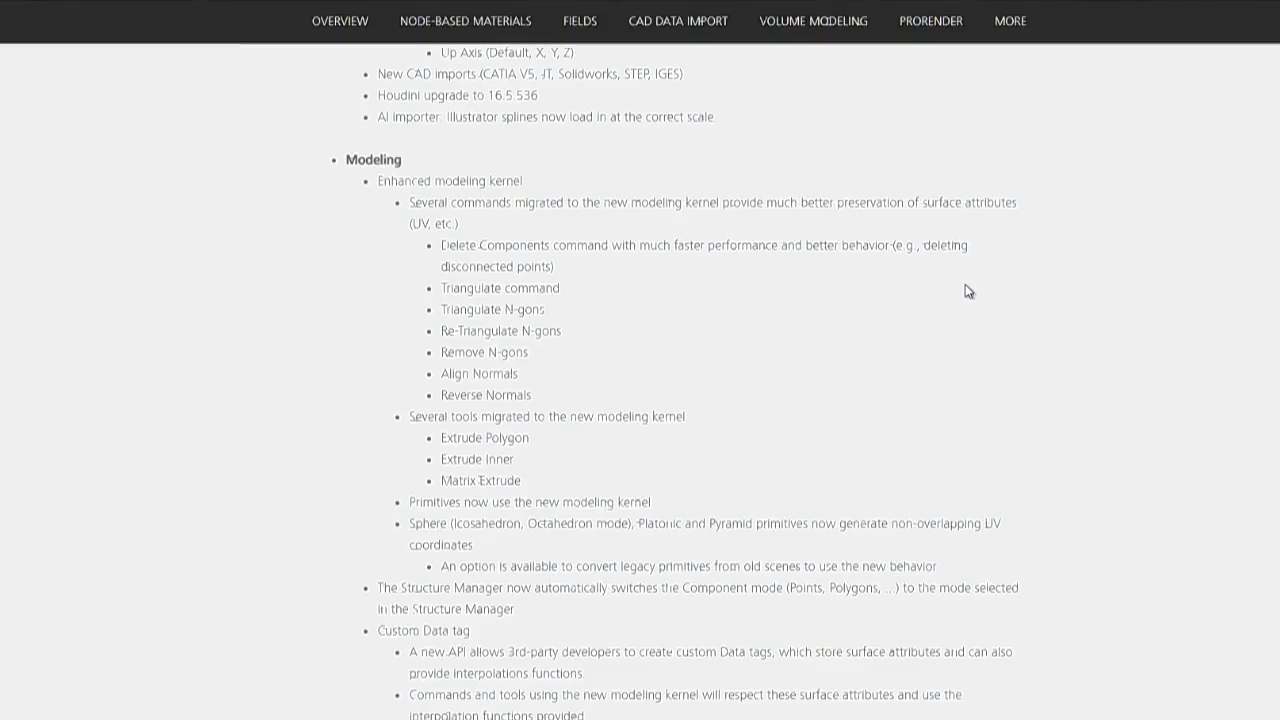 OVERVIEW NODE-BASED MATERIALS FIELDS CAD DATA IMPORT VOLUME MODELING PRORENDER MORE
• Up Axis (Default, X, Y, Z)
• New CAD imports (CATIA V5, JT, Solidworks, STEP, IGES)
• Houdini upgrade to 16.5.536
• AI importer: Illustrator splines now load in at the correct scale
• Modeling
• Enhanced modeling kernel
• Several commands migrated to the new modeling kernel provide much better preservation of surface attributes
(UV, etc.)
• Delete Components command with much faster performance and better behavior (e.g., deleting
disconnected points)
• Triangulate command
• Triangulate N-gons
• Re-Triangulate N-gons
• Remove N-gons
• Align Normals
• Reverse Normals
• Several tools migrated to the new modeling kernel
• Extrude Polygon
• Extrude Inner
• Matrix Extrude
• Primitives now use the new modeling kernel
• Sphere (Icosahedron, Octahedron mode), Platonic and Pyramid primitives now generate non-overlapping UV
coordinates
• An option is available to convert legacy primitives from old scenes to use the new behavior
• The Structure Manager now automatically switches the Component mode (Points, Polygons, ...) to the mode selected
in the Structure Manager
• Custom Data tag
• A new API allows 3rd-party developers to create custom Data tags, which store surface attributes and can also
provide interpolations functions.
• Commands and tools using the new modeling kernel will respect these surface attributes and use the
interpolation functions provided